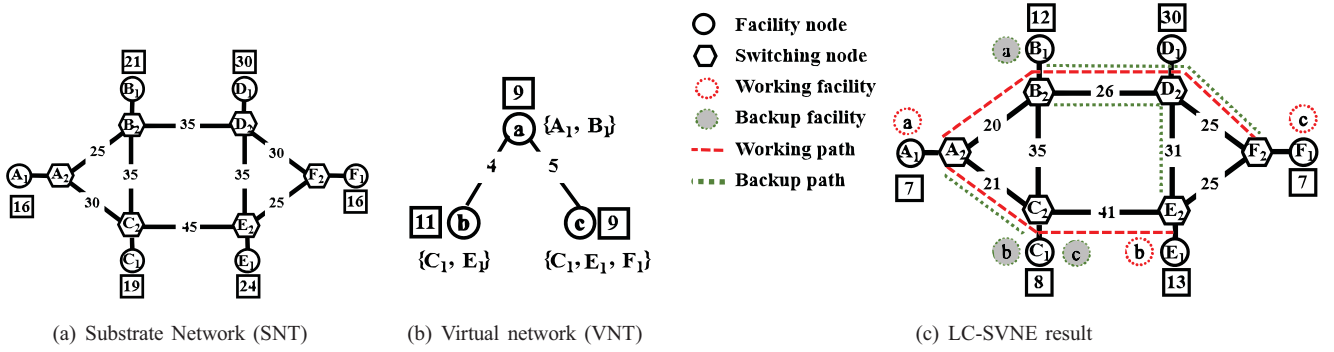 21
30
B₁
D₁
B₂
35
D₂
25
30
A₁
A₂
35
35
F₂
F₁
16
30
25
16
C₂
45
E₂
C₁
E₁
19
24
(a) Substrate Network (SNT)
9
a {A₁, B₁}
4
5
11 b
c 9
{C₁, E₁}
{C₁, E₁, F₁}
(b) Virtual network (VNT)
Facility node
Switching node
Working facility
Backup facility
Working path
Backup path
12
30
a B₁
D₁
B₂
26
D₂
a
20
25
c
A₁
A₂
35
31
F₂
F₁
7
21
25
7
C₂
41
E₂
b C₁ c
b E₁
8
13
(c) LC-SVNE result